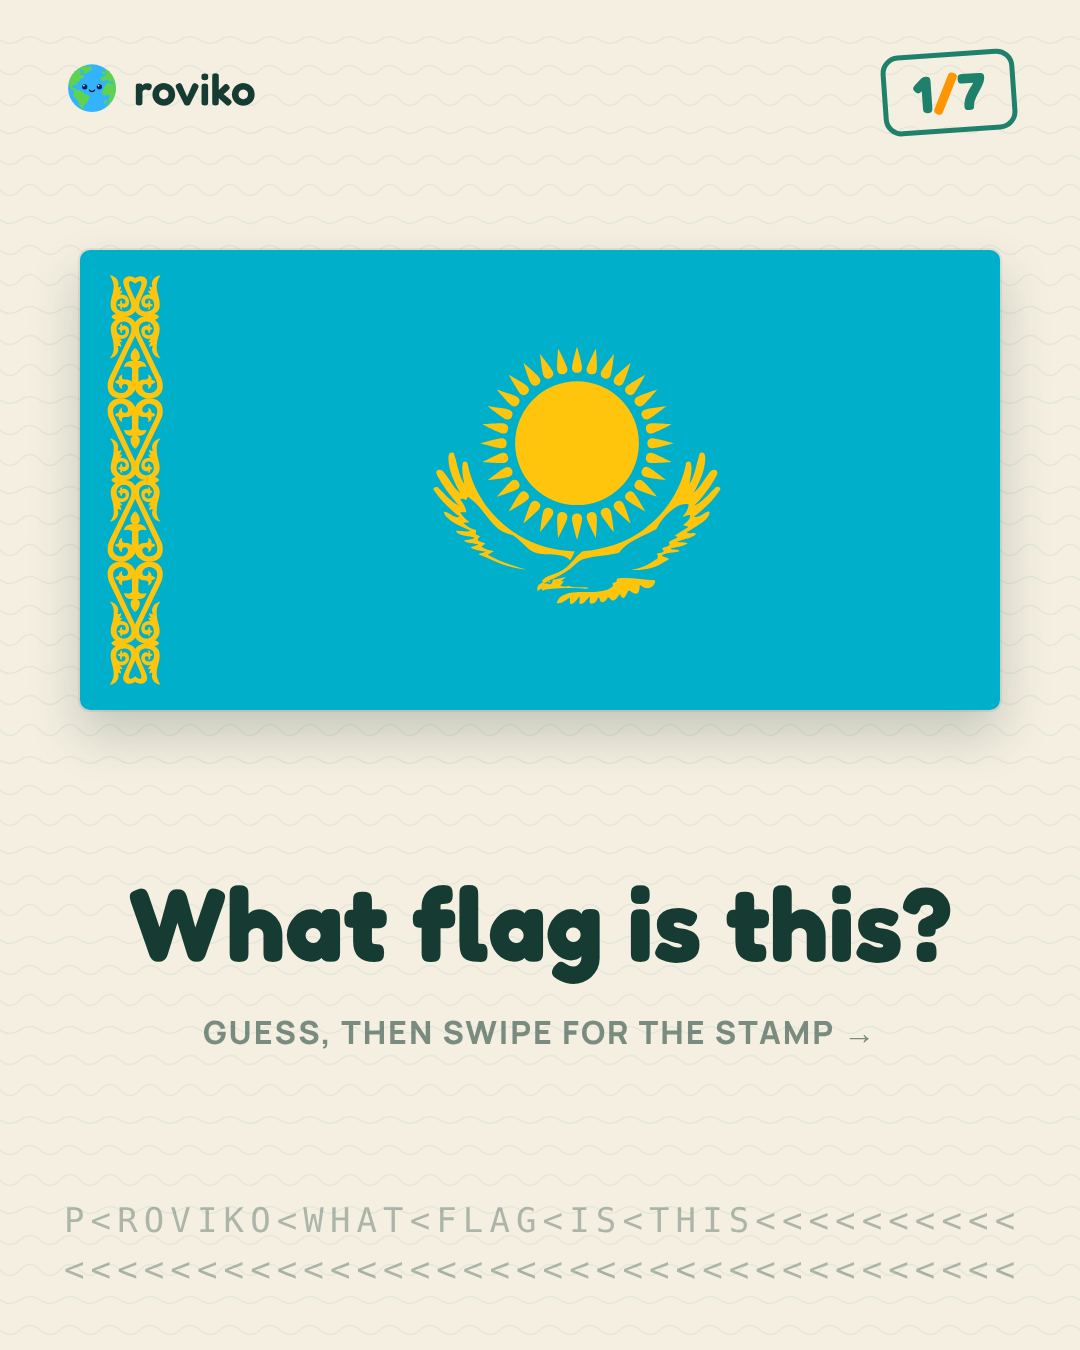 roviko
1/7
What flag is this?
GUESS, THEN SWIPE FOR THE STAMP →
P<ROVIKO<WHAT<FLAG<IS<THIS<<<<<<<<<<
<<<<<<<<<<<<<<<<<<<<<<<<<<<<<<<<<<<<